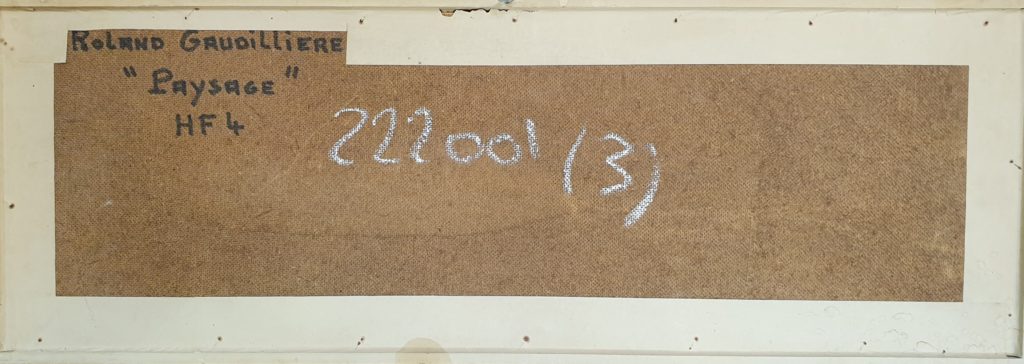 ROLAND GAUDILLIERE
"PAYSAGE"
HF4
222001 (3)